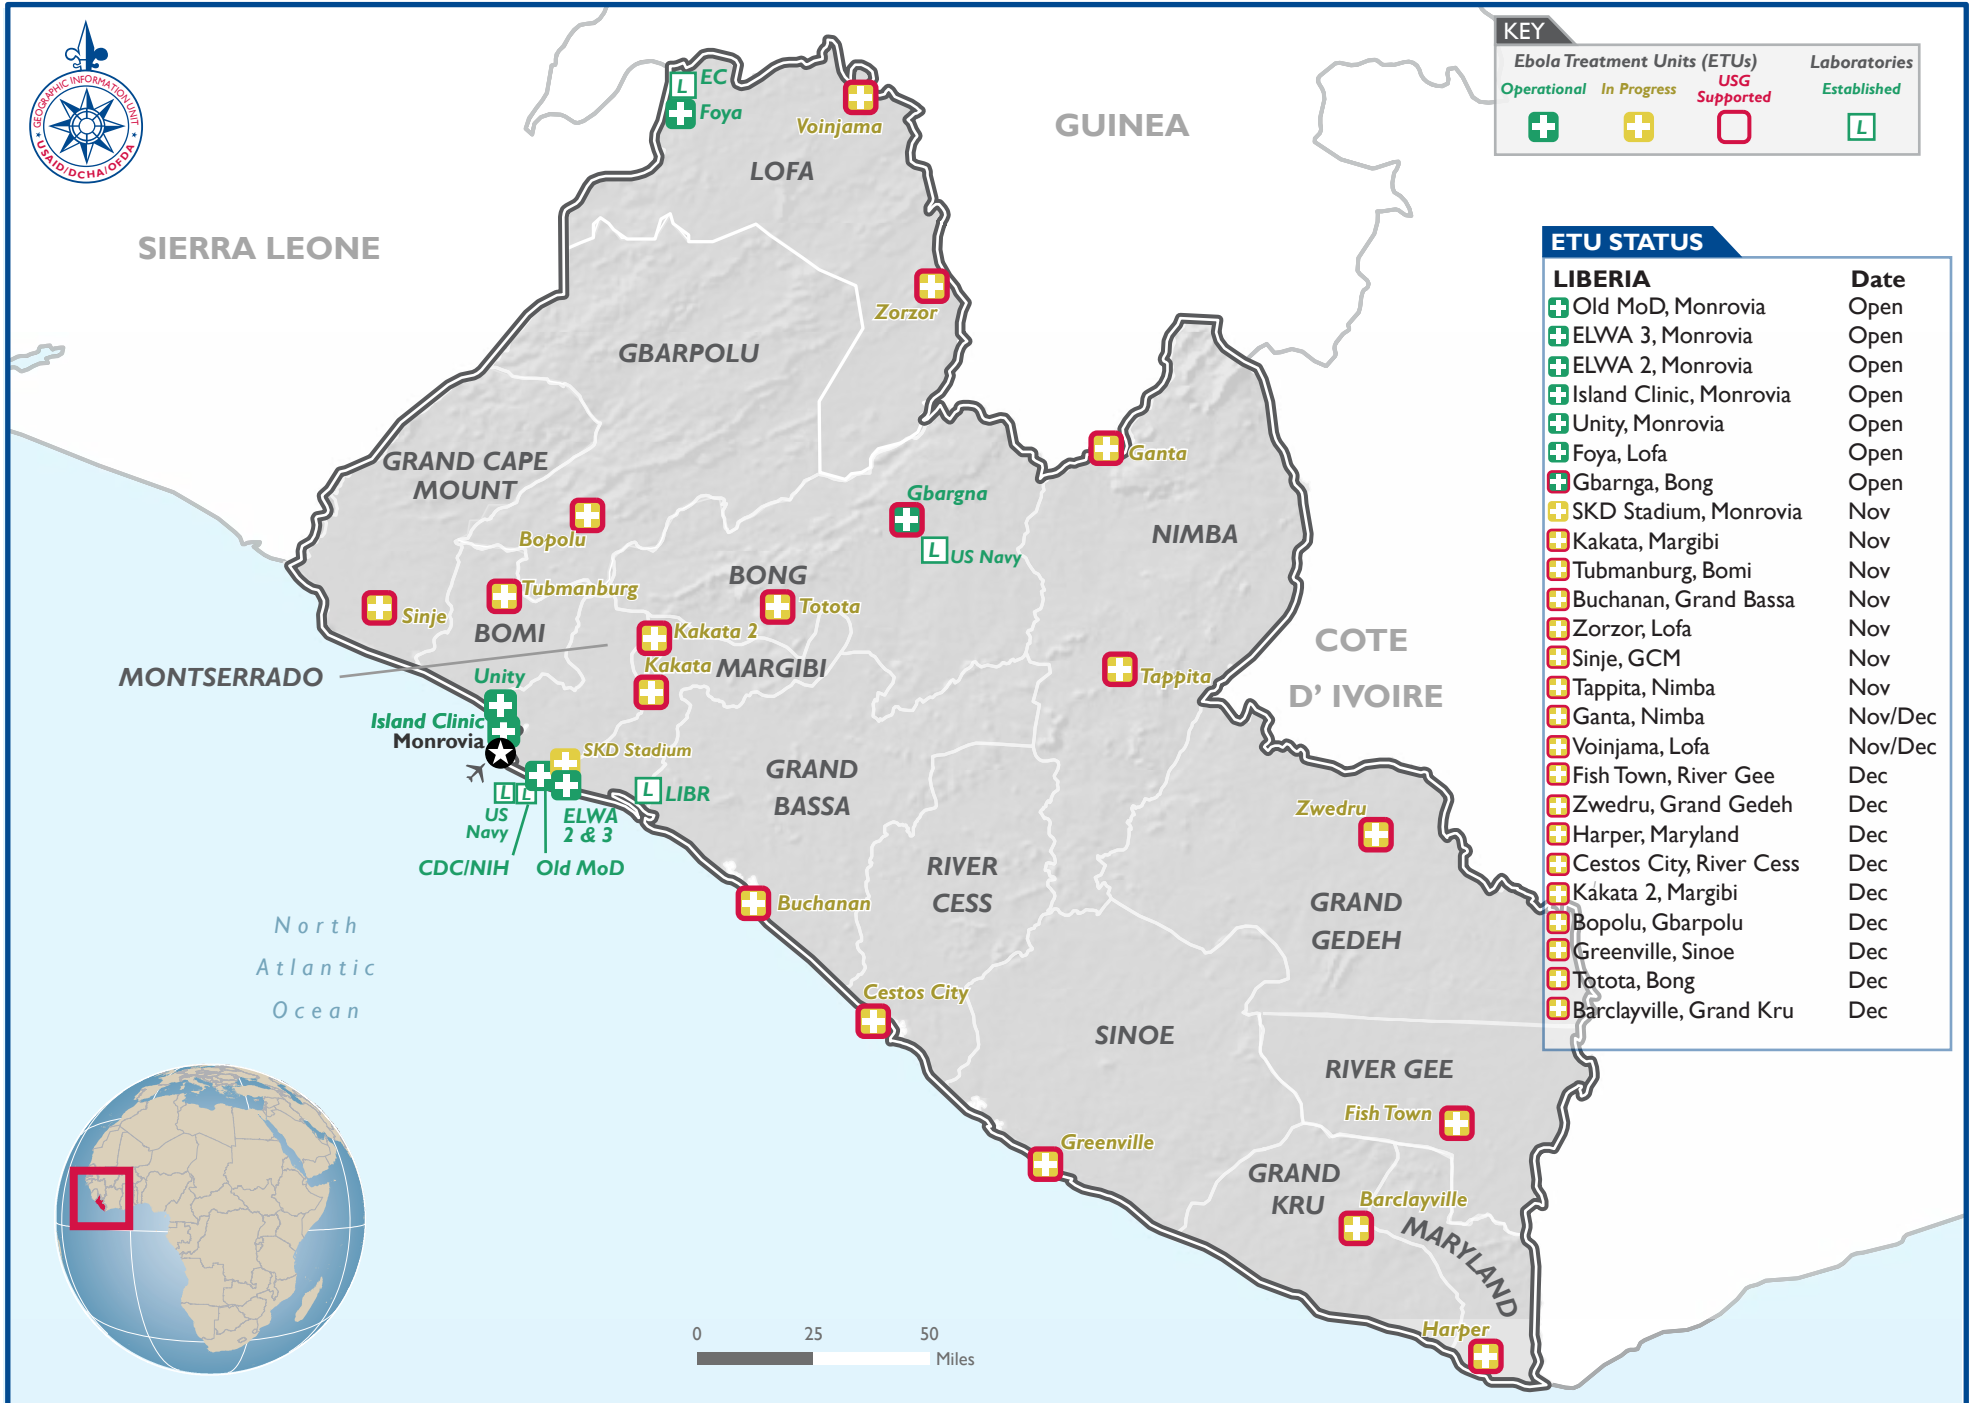 GEOGRAPHIC INFORMATION UNIT
USAID/DCHA/OFDA
KEY
Ebola Treatment Units (ETUs)
Laboratories
Operational
In Progress
USG
Supported
Established
L
ETU STATUS
LIBERIA Date
Old MoD, Monrovia Open
ELWA 3, Monrovia Open
ELWA 2, Monrovia Open
Island Clinic, Monrovia Open
Unity, Monrovia Open
Foya, Lofa Open
Gbarnga, Bong Open
SKD Stadium, Monrovia Nov
Kakata, Margibi Nov
Tubmanburg, Bomi Nov
Buchanan, Grand Bassa Nov
Zorzor, Lofa Nov
Sinje, GCM Nov
Tappita, Nimba Nov
Ganta, Nimba Nov/Dec
Voinjama, Lofa Nov/Dec
Fish Town, River Gee Dec
Zwedru, Grand Gedeh Dec
Harper, Maryland Dec
Cestos City, River Cess Dec
Kakata 2, Margibi Dec
Bopolu, Gbarpolu Dec
Greenville, Sinoe Dec
Totota, Bong Dec
Barclayville, Grand Kru Dec
L EC
Foya
Voinjama
GUINEA
LOFA
SIERRA LEONE
Zorzor
GBARPOLU
GRAND CAPE
MOUNT
Ganta
Gbargna
Bopolu
NIMBA
L US Navy
BONG
Tubmanburg
Totota
Sinje
BOMI
Kakata 2
COTE
D' IVOIRE
Kakata
MARGIBI
MONTSERRADO
Tappita
Unity
Island Clinic
Monrovia
SKD Stadium
GRAND
BASSA
L L
L LIBR
US
Navy
ELWA
2 & 3
CDC/NIH
Old MoD
Zwedru
RIVER
CESS
Buchanan
GRAND
GEDEH
North
Atlantic
Ocean
Cestos City
SINOE
RIVER GEE
Fish Town
Greenville
GRAND
KRU
Barclayville
MARYLAND
Harper
0 25 50
Miles